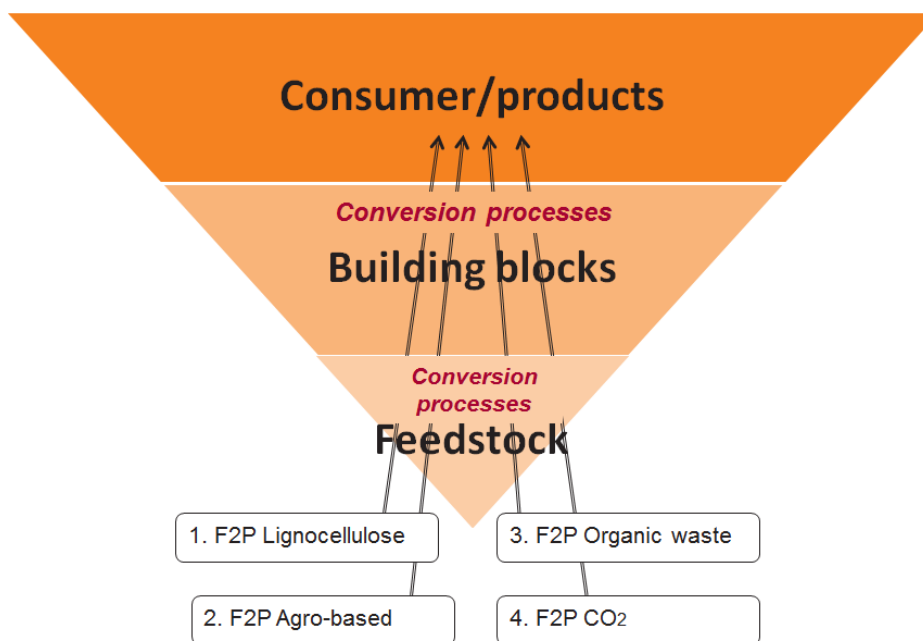 Consumer/products
Conversion processes
Building blocks
Conversion
processes
Feedstock
1. F2P Lignocellulose
3. F2P Organic waste
2. F2P Agro-based
4. F2P CO2